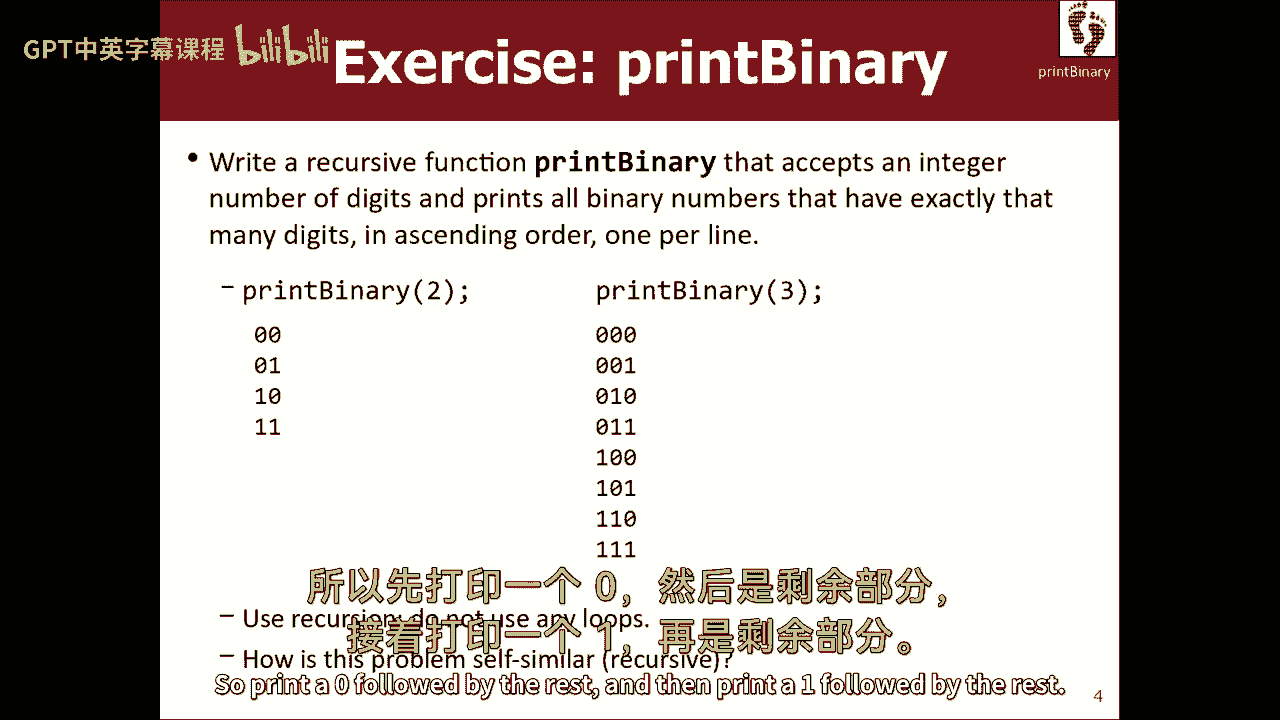 GPT中英字幕课程 bilibili
Exercise: printBinary
printBinary
• Write a recursive function printBinary that accepts an integer
number of digits and prints all binary numbers that have exactly that
many digits, in ascending order, one per line.
– printBinary(2); printBinary(3);
00 000
01 001
10 010
11 011
100
101
110
111
所以先打印一个 0，然后是剩余部分，
– Use recursion; do not use any loops.
接着打印一个 1，再是剩余部分。
– How is this problem self-similar (recursive)?
So print a 0 followed by the rest, and then print a 1 followed by the rest.
4